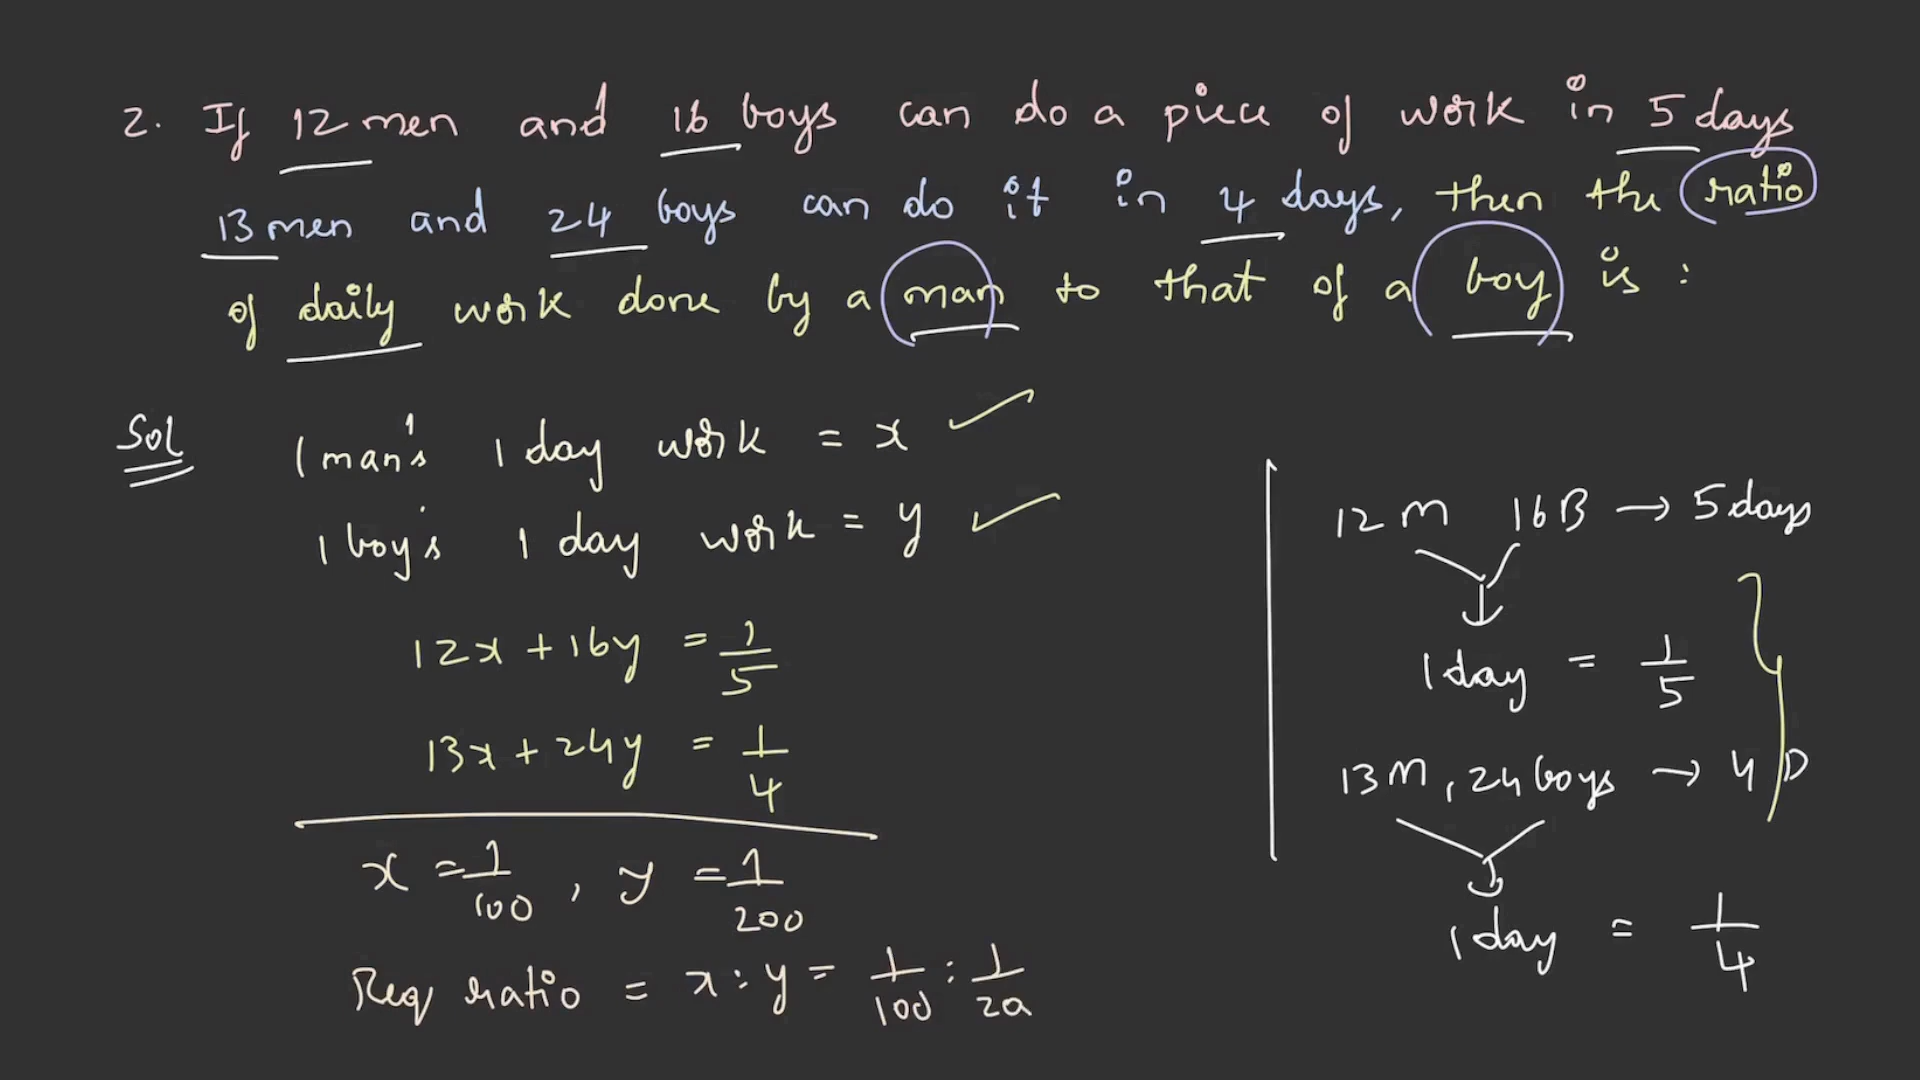 2. If 12 men and 16 boys can do a piece of work in 5 days
13 men and 24 boys can do it in 4 days, then the ratio
of daily work done by a man to that of a boy is :
Sol 1 man's 1 day work = x
1 boy's 1 day work = y
12x + 16y = 1/5
13x + 24y = 1/4
x = 1/100 , y = 1/200
Req ratio = x : y = 1/100 : 1/20
12 M 16B → 5 days
1 day = 1/5
13M , 24 boys → 4 D
1 day = 1/4